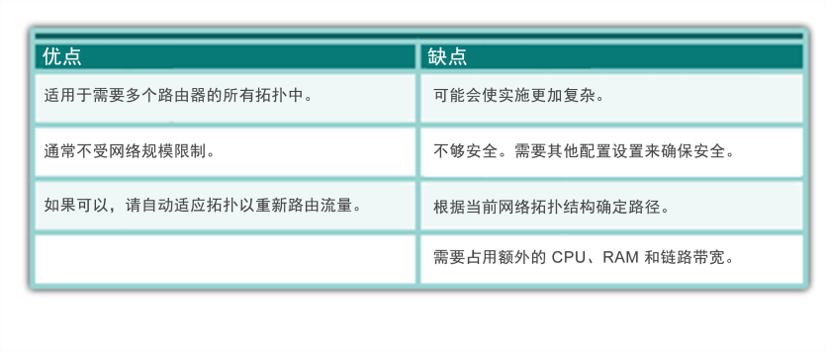 优点
缺点
适用于需要多个路由器的所有拓扑中。
可能会使实施更加复杂。
通常不受网络规模限制。
不够安全。需要其他配置设置来确保安全。
如果可以，请自动适应拓扑以重新路由流量。
根据当前网络拓扑结构确定路径。
需要占用额外的 CPU、RAM 和链路带宽。